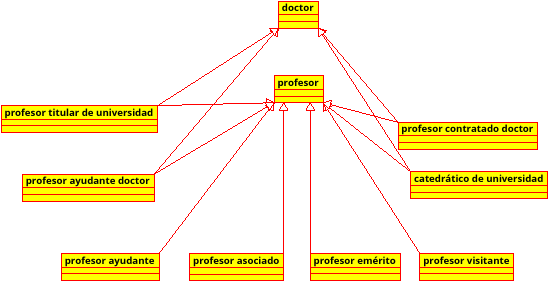 doctor
profesor
profesor titular de universidad
profesor contratado doctor
profesor ayudante doctor
catedrático de universidad
profesor ayudante
profesor asociado
profesor emérito
profesor visitante